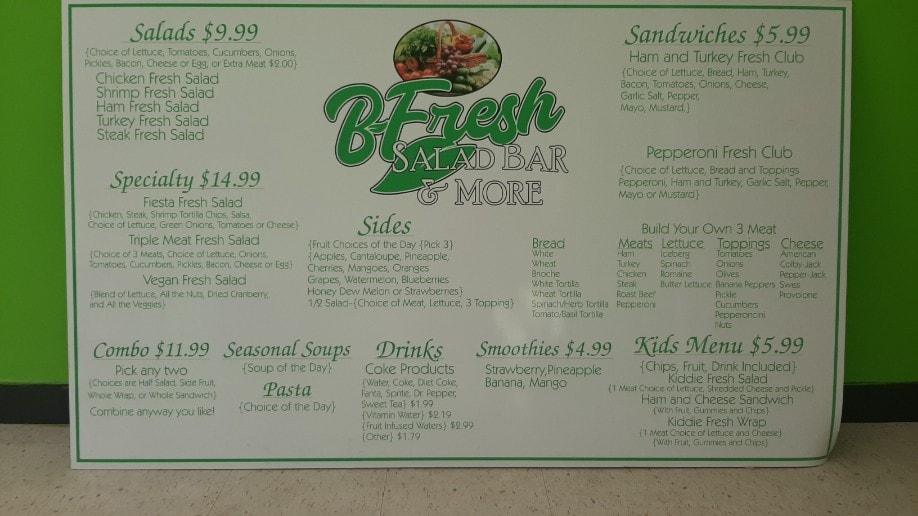 Salads $9.99
{Choice of Lettuce, Tomatoes, Cucumbers, Onions,
Pickles, Bacon, Cheese or Egg, or Extra Meat $2.00}
Chicken Fresh Salad
Shrimp Fresh Salad
Ham Fresh Salad
Turkey Fresh Salad
Steak Fresh Salad
Specialty $14.99
Fiesta Fresh Salad
{Chicken, Steak, Shrimp Tortilla Chips, Salsa,
Choice of Lettuce, Green Onions, Tomatoes or Cheese}
Triple Meat Fresh Salad
{Choice of 3 Meats, Choice of Lettuce, Onions,
Tomatoes, Cucumbers, Pickles, Bacon, Cheese or Egg}
Vegan Fresh Salad
{Blend of Lettuce, All the Nuts, Dried Cranberry,
and All the Veggies}
B-Fresh
Salad Bar
& More
Sides
{Fruit Choices of the Day {Pick 3}
{Apples, Cantaloupe, Pineapple,
Cherries, Mangoes, Oranges
Grapes, Watermelon, Blueberries
Honey Dew Melon or Strawberries}
1/2 Salad-{Choice of Meat, Lettuce, 3 Topping}
Sandwiches $5.99
Ham and Turkey Fresh Club
{Choice of Lettuce, Bread, Ham, Turkey,
Bacon, Tomatoes, Onions, Cheese,
Garlic Salt, Pepper,
Mayo, Mustard,}
Pepperoni Fresh Club
{Choice of Lettuce, Bread and Toppings
Pepperoni, Ham and Turkey, Garlic Salt, Pepper,
Mayo or Mustard}
Build Your Own 3 Meat
Bread
White
Wheat
Brioche
White Tortilla
Wheat Tortilla
Spinach/Herb Tortilla
Tomato/Basil Tortilla
Meats
Ham
Turkey
Chicken
Steak
Roast Beef
Pepperoni
Lettuce
Iceberg
Spinach
Romaine
Butter Lettuce
Toppings
Tomatoes
Onions
Olives
Banana Peppers
Pickle
Cucumbers
Pepperoncini
Nuts
Cheese
American
Colby-Jack
Pepper-Jack
Swiss
Provolone
Combo $11.99
Pick any two
{Choices are Half Salad, Side Fruit,
Whole Wrap, or Whole Sandwich}
Combine anyway you like!
Seasonal Soups
{Soup of the Day}
Pasta
{Choice of the Day}
Drinks
Coke Products
{Water, Coke, Diet Coke,
Fanta, Sprite, Dr Pepper,
Sweet Tea} $1.99
{Vitamin Water} $2.19
{Fruit Infused Waters} $2.99
{Other} $1.79
Smoothies $4.99
Strawberry,Pineapple
Banana, Mango
Kids Menu $5.99
{Chips, Fruit, Drink Included}
Kiddie Fresh Salad
{1 Meat Choice of Lettuce, Shredded Cheese and Pickle}
Ham and Cheese Sandwich
{With Fruit, Gummies and Chips}
Kiddie Fresh Wrap
{1 Meat Choice of Lettuce and Cheese}
{With Fruit, Gummies and Chips}